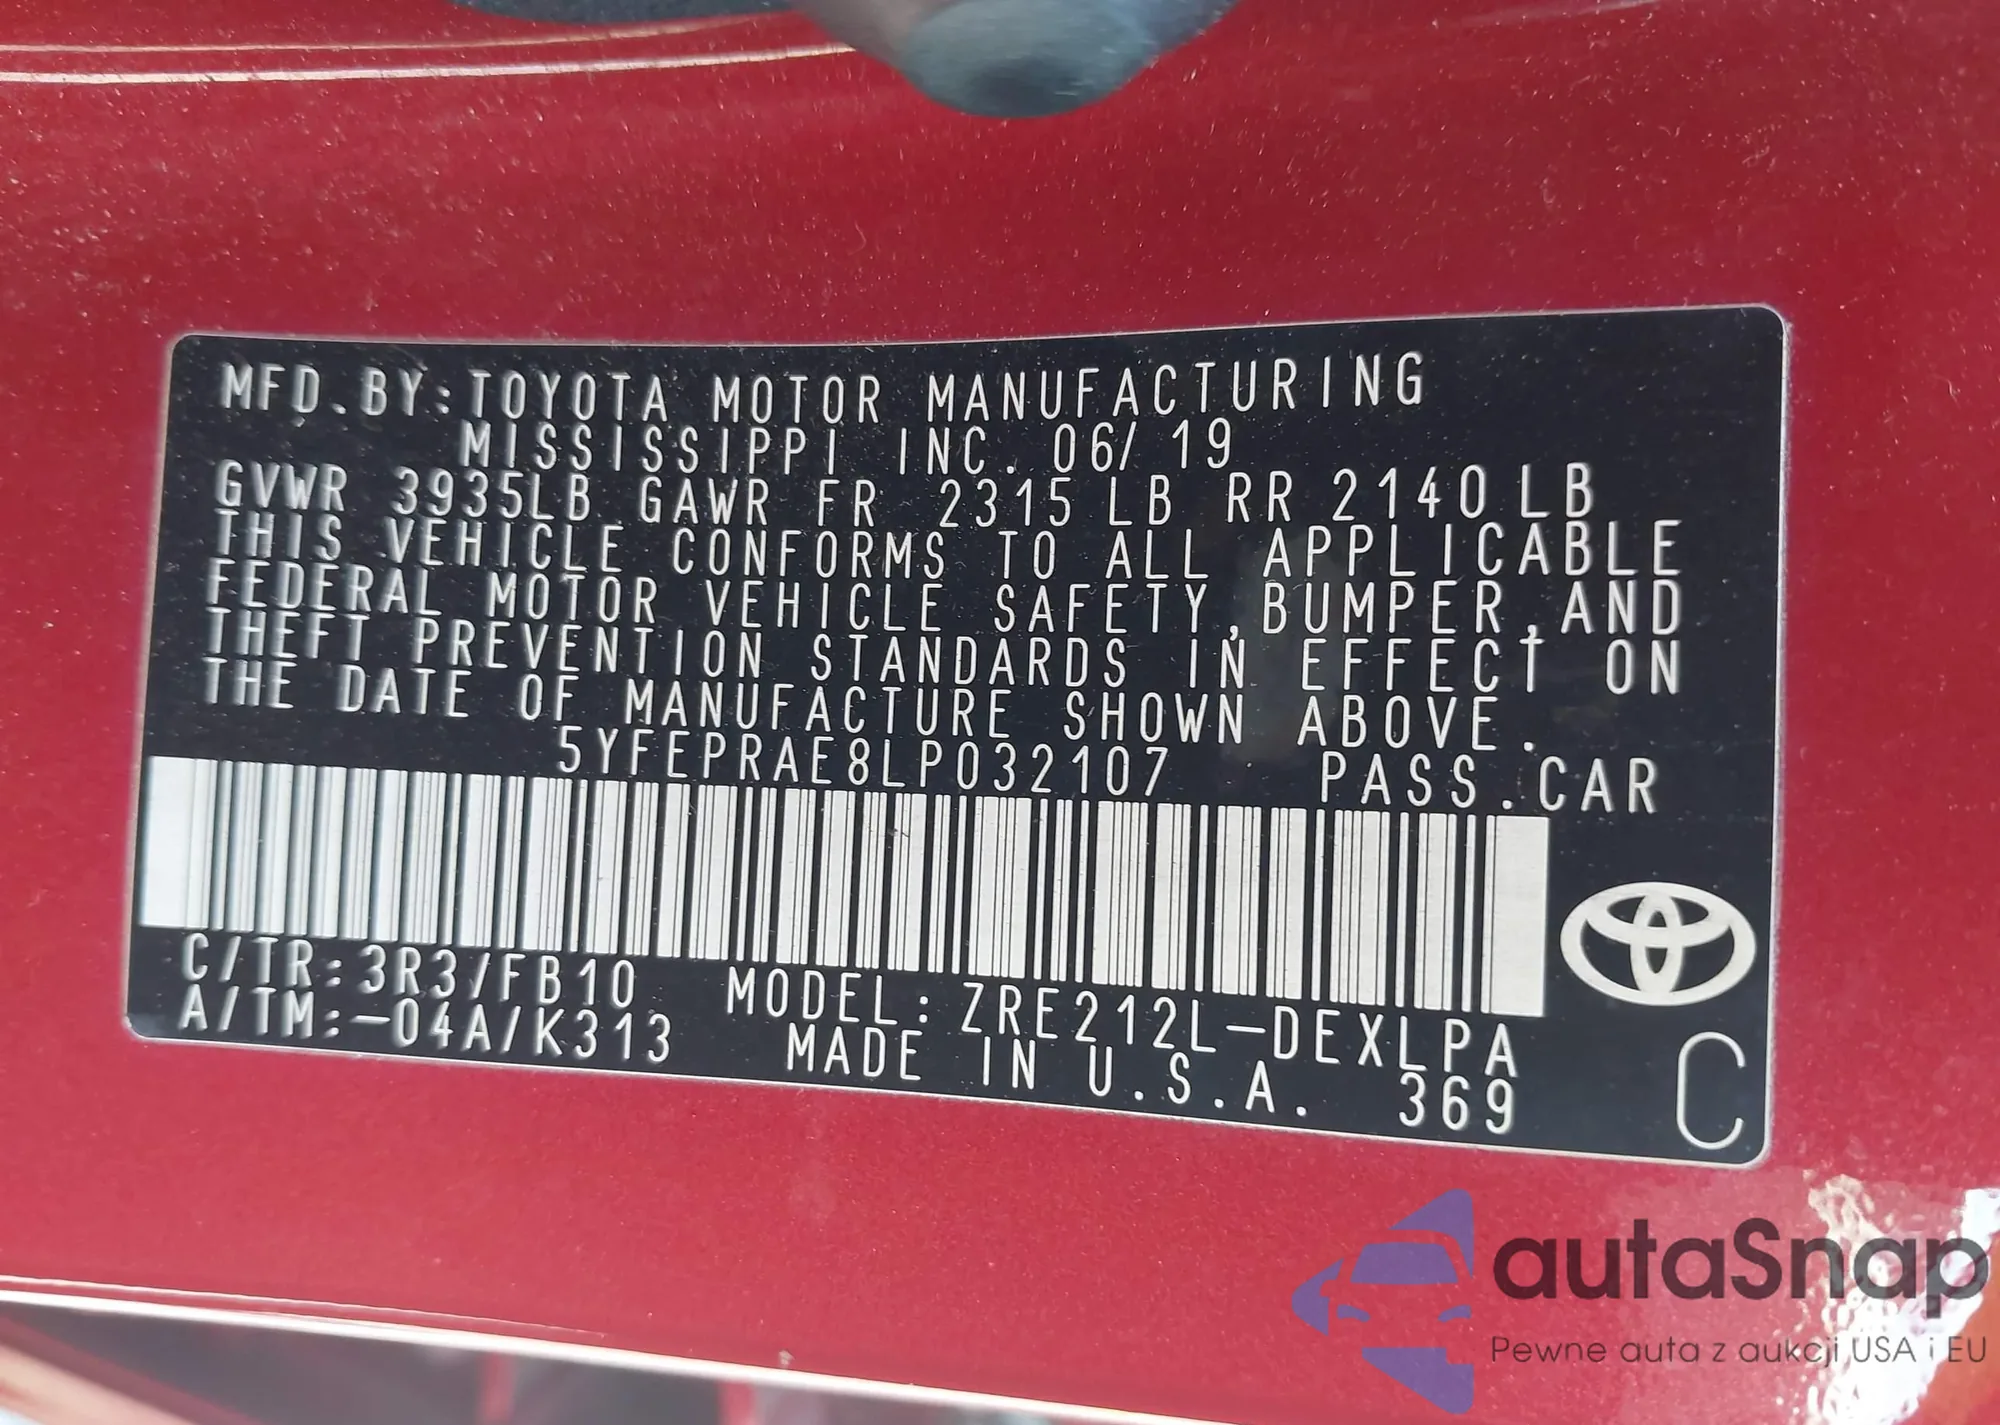 MFD.BY:TOYOTA MOTOR MANUFACTURING
MISSISSIPPI INC. 06/19
GVWR 3935LB GAWR FR 2315 LB RR 2140 LB
THIS VEHICLE CONFORMS TO ALL APPLICABLE
FEDERAL MOTOR VEHICLE SAFETY,BUMPER,AND
THEFT PREVENTION STANDARDS IN EFFECT ON
THE DATE OF MANUFACTURE SHOWN ABOVE.
5YFEPRAE8LP032107 PASS.CAR
C/TR:3R3/FB10 MODEL:ZRE212L-DEXLPA
A/TM:-04A/K313 MADE IN U.S.A. 369
C
autaSnap
Pewne auta z aukcji USA i EU